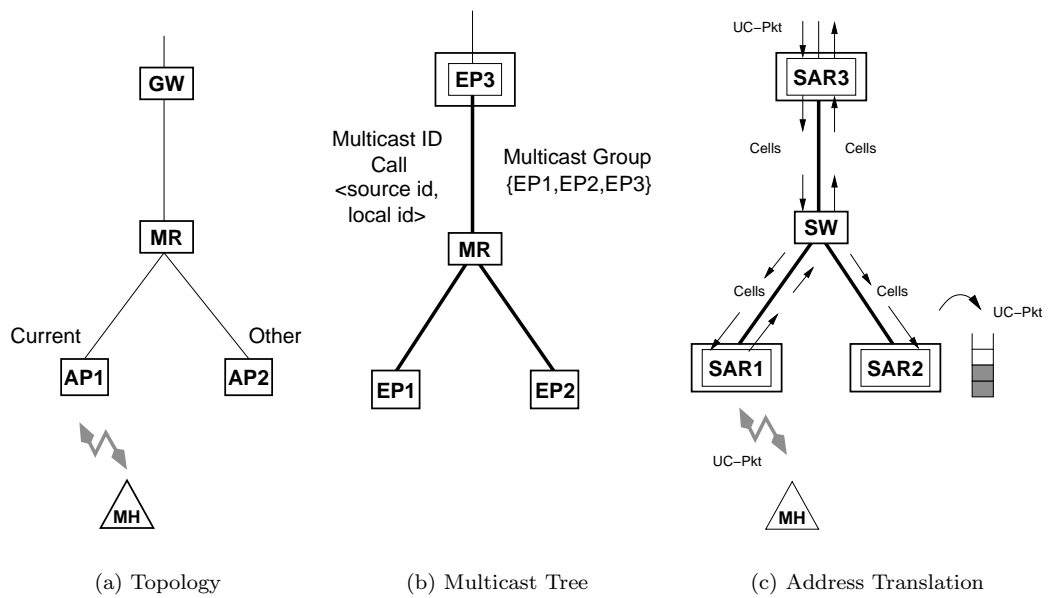 GW
MR
Current
Other
AP1
AP2
MH
(a) Topology
EP3
Multicast ID
Call
<source id,
local id>
Multicast Group
{EP1,EP2,EP3}
MR
EP1
EP2
(b) Multicast Tree
UC−Pkt
SAR3
Cells
Cells
SW
Cells
Cells
UC−Pkt
SAR1
SAR2
UC−Pkt
MH
(c) Address Translation